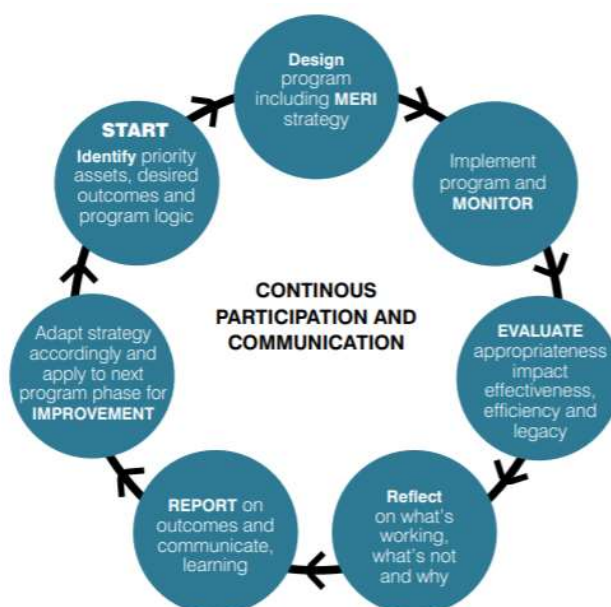 START
Identify priority
assets, desired
outcomes and
program logic
Design
program
including MERI
strategy
Implement
program and
MONITOR
EVALUATE
appropriateness
impact
effectiveness,
efficiency and
legacy
Reflect
on what's
working,
what's not
and why
REPORT on
outcomes and
communicate,
learning
Adapt strategy
accordingly and
apply to next
program phase for
IMPROVEMENT
CONTINOUS
PARTICIPATION AND
COMMUNICATION